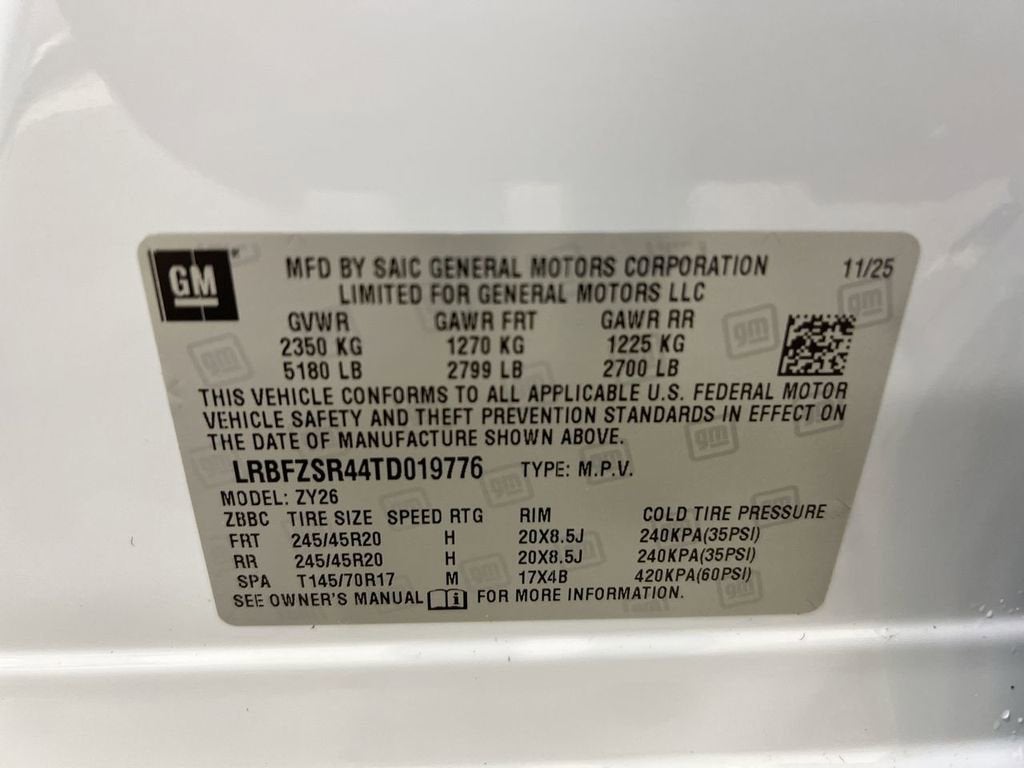 GM
MFD BY SAIC GENERAL MOTORS CORPORATION 11/25
LIMITED FOR GENERAL MOTORS LLC
GVWR GAWR FRT GAWR RR
2350 KG 1270 KG 1225 KG
5180 LB 2799 LB 2700 LB
THIS VEHICLE CONFORMS TO ALL APPLICABLE U.S. FEDERAL MOTOR
VEHICLE SAFETY AND THEFT PREVENTION STANDARDS IN EFFECT ON
THE DATE OF MANUFACTURE SHOWN ABOVE.
LRBFZSR44TD019776 TYPE: M.P.V.
MODEL: ZY26
ZBBC TIRE SIZE SPEED RTG RIM COLD TIRE PRESSURE
FRT 245/45R20 H 20X8.5J 240KPA(35PSI)
RR 245/45R20 H 20X8.5J 240KPA(35PSI)
SPA T145/70R17 M 17X4B 420KPA(60PSI)
SEE OWNER'S MANUAL i FOR MORE INFORMATION.